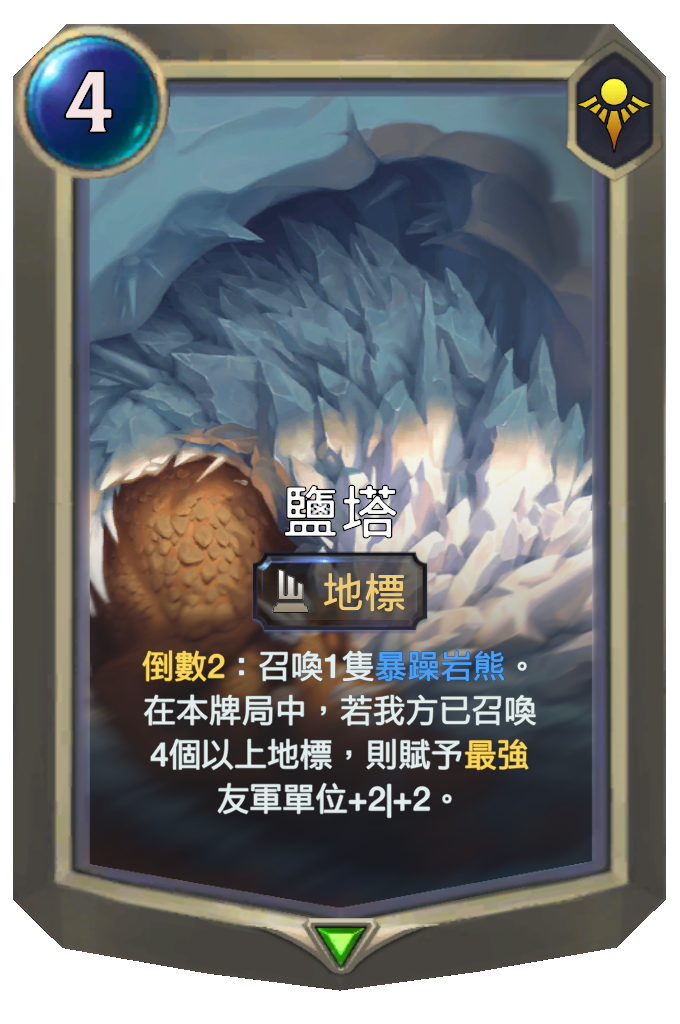 4
鹽塔
地標
倒數2：召喚1隻暴躁岩熊。
在本牌局中，若我方已召喚
4個以上地標，則賦予最強
友軍單位+2|+2。